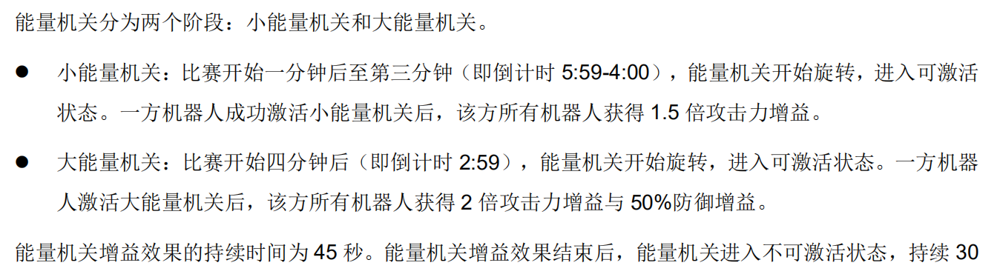 能量机关分为两个阶段：小能量机关和大能量机关。
● 小能量机关：比赛开始一分钟后至第三分钟（即倒计时 5:59-4:00），能量机关开始旋转，进入可激活
状态。一方机器人成功激活小能量机关后，该方所有机器人获得 1.5 倍攻击力增益。
● 大能量机关：比赛开始四分钟后（即倒计时 2:59），能量机关开始旋转，进入可激活状态。一方机器
人激活大能量机关后，该方所有机器人获得 2 倍攻击力增益与 50%防御增益。
能量机关增益效果的持续时间为 45 秒。能量机关增益效果结束后，能量机关进入不可激活状态，持续 30